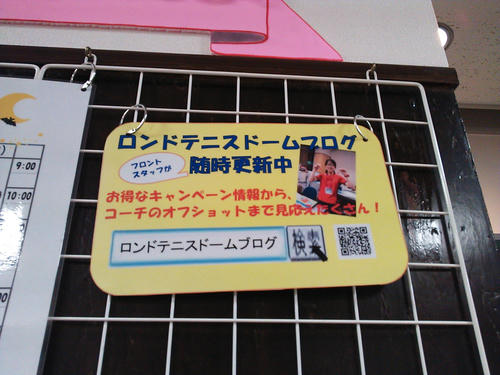 ロンドテニスドームブログ
フロント
スタッフが
随時更新中
お得なキャンペーン情報から、
コーチのオフショットまで見応えたくさん！
ロンドテニスドームブログ
検索
9:00
10:00